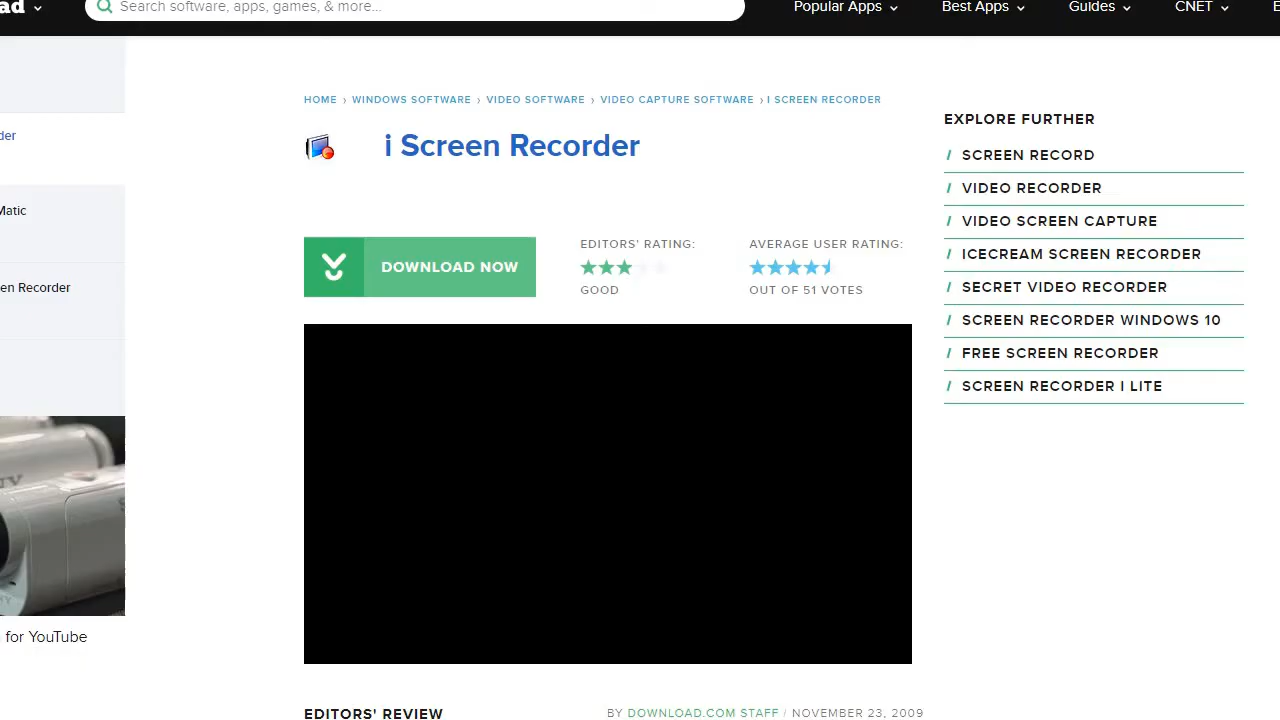 ad
Search software, apps, games, & more...
Popular Apps
Best Apps
Guides
CNET
HOME › WINDOWS SOFTWARE › VIDEO SOFTWARE › VIDEO CAPTURE SOFTWARE › I SCREEN RECORDER
i Screen Recorder
DOWNLOAD NOW
EDITORS' RATING:
GOOD
AVERAGE USER RATING:
OUT OF 51 VOTES
EXPLORE FURTHER
/ SCREEN RECORD
/ VIDEO RECORDER
/ VIDEO SCREEN CAPTURE
/ ICECREAM SCREEN RECORDER
/ SECRET VIDEO RECORDER
/ SCREEN RECORDER WINDOWS 10
/ FREE SCREEN RECORDER
/ SCREEN RECORDER I LITE
der
Matic
en Recorder
for YouTube
EDITORS' REVIEW
BY DOWNLOAD.COM STAFF / NOVEMBER 23, 2009